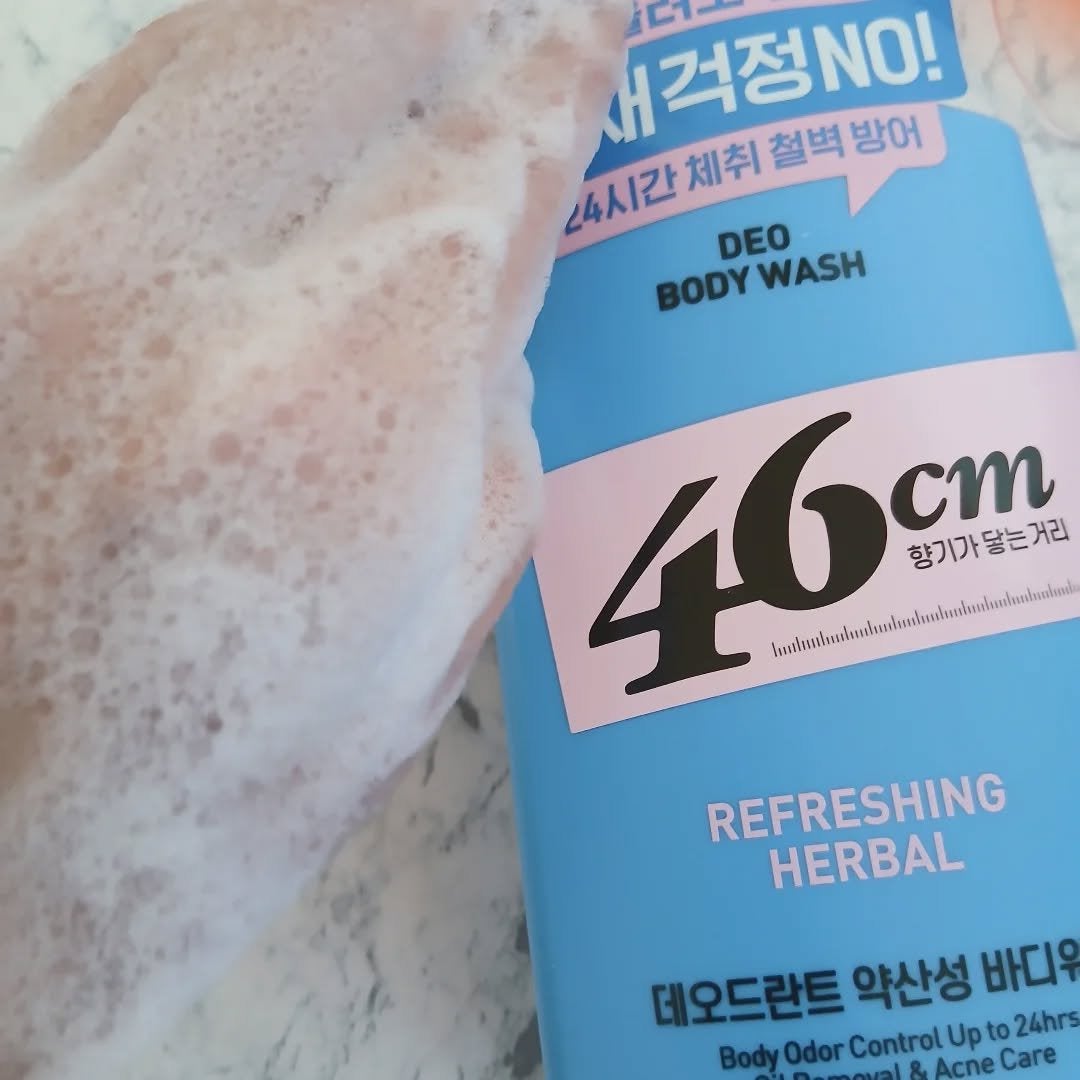 걱정NO!
24시간 체취 철벽 방어
DEO
BODY WASH
46cm
향기가 닿는거리
REFRESHING
HERBAL
데오드란트 약산성
Body Odor Control Up to 24hrs
Oil Removal & Acne Care